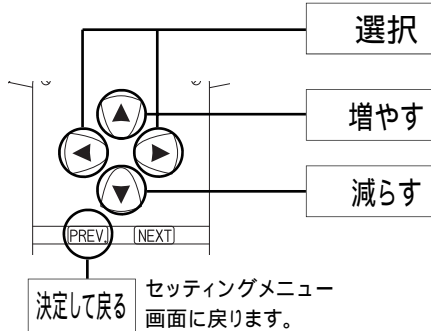 選択
増やす
減らす
PREV.
NEXT
決定して戻る
セッティングメニュー
画面に戻ります。